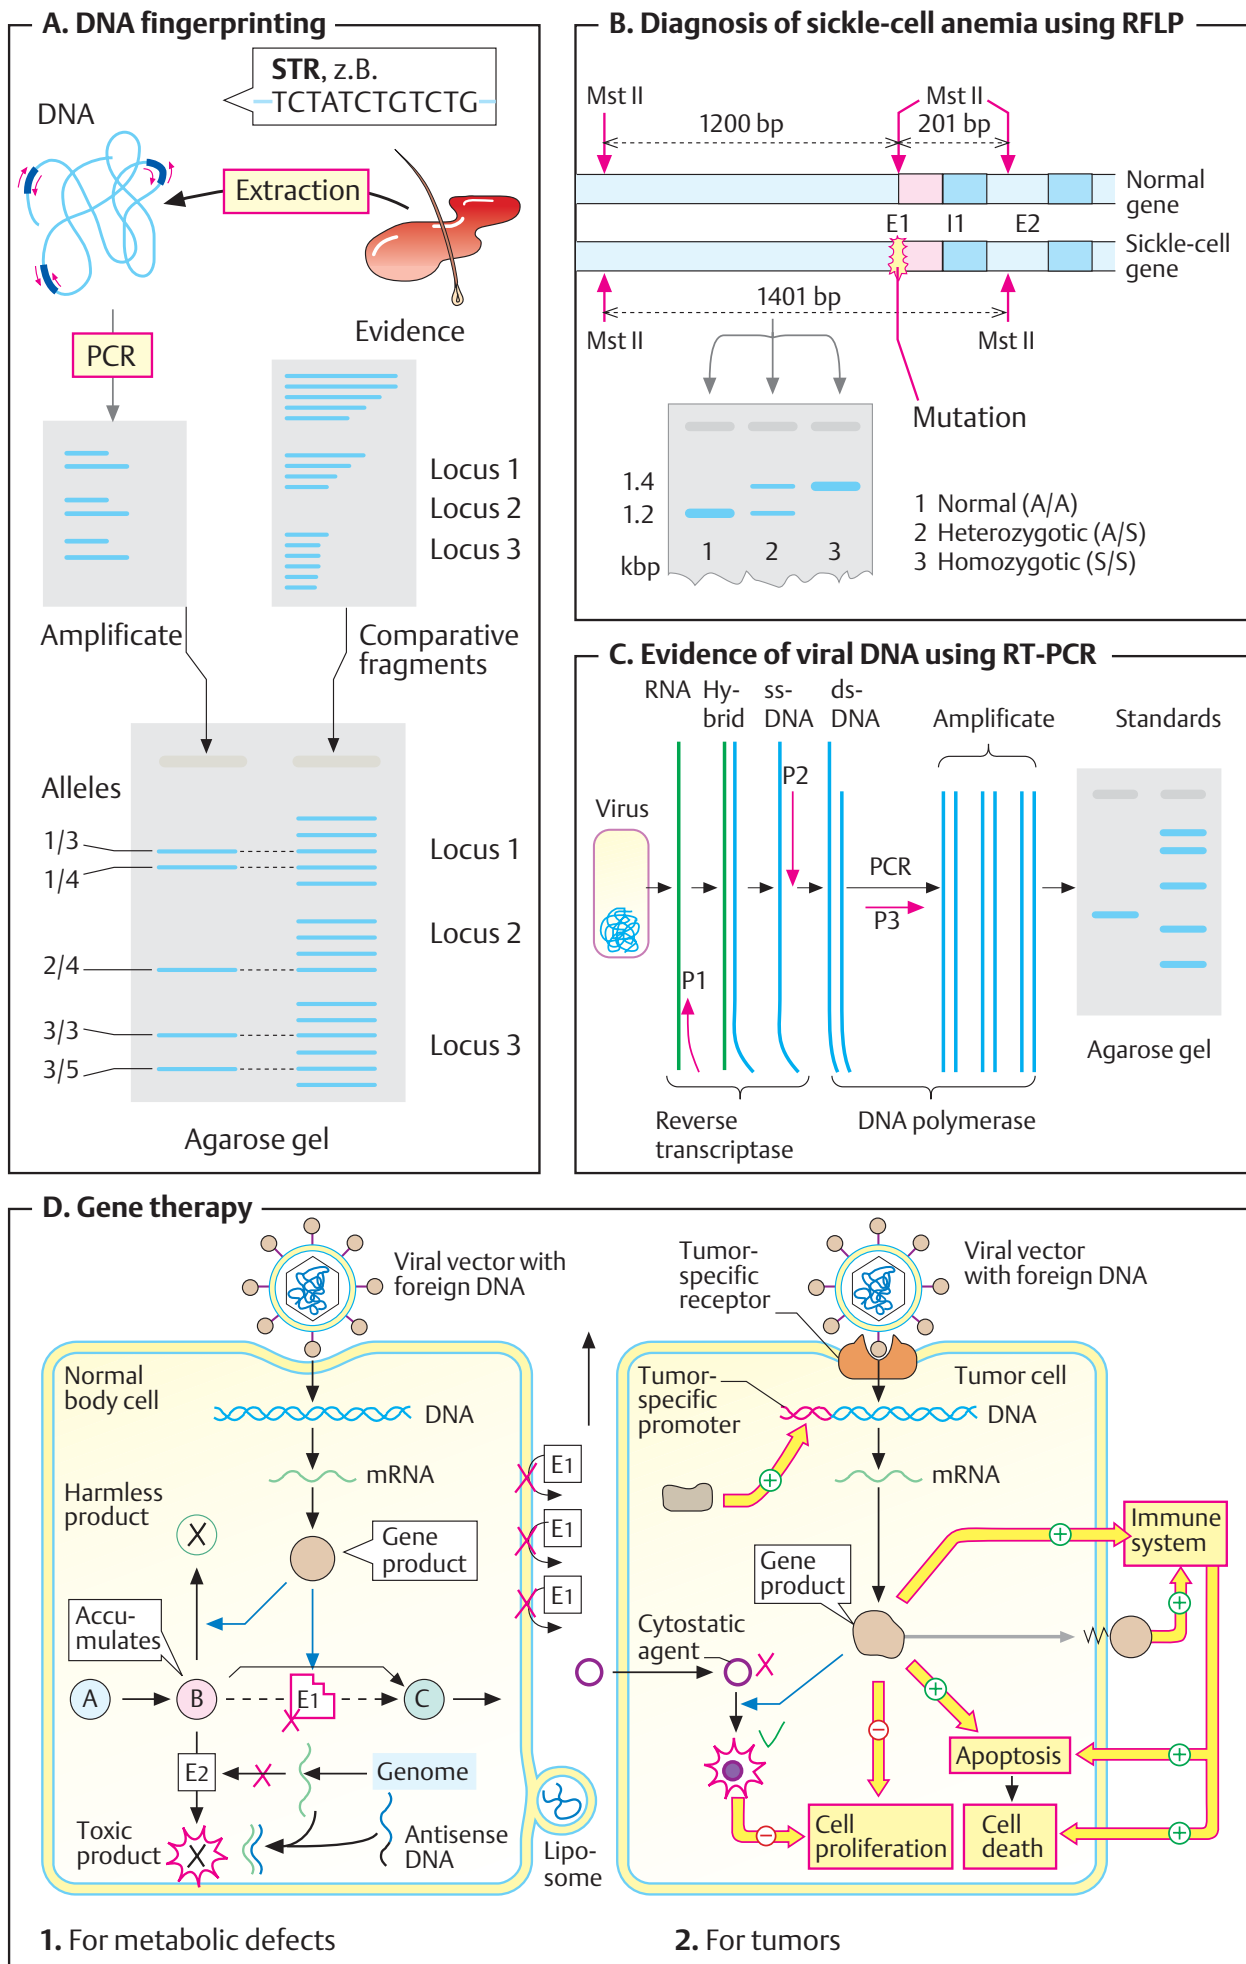 A. DNA fingerprinting
STR, z.B.
TCTATCTGTCTG
DNA
Extraction
Evidence
PCR
Locus 1
Locus 2
Locus 3
Amplificate
Comparative
fragments
Alleles
1/3
1/4
2/4
3/3
3/5
Locus 1
Locus 2
Locus 3
Agarose gel
B. Diagnosis of sickle-cell anemia using RFLP
Mst II
Mst II
1200 bp
201 bp
Normal
gene
E1
I1
E2
Sickle-cell
gene
1401 bp
Mst II
Mst II
Mutation
1.4
1.2
kbp
1
2
3
1 Normal (A/A)
2 Heterozygotic (A/S)
3 Homozygotic (S/S)
C. Evidence of viral DNA using RT-PCR
RNA
Hy-
brid
ss-
DNA
ds-
DNA
Amplificate
Standards
Virus
P2
PCR
P3
P1
Reverse
transcriptase
DNA polymerase
Agarose gel
D. Gene therapy
Viral vector with
foreign DNA
Normal
body cell
DNA
mRNA
Harmless
product
X
Gene
product
Accu-
mulates
A
B
E1
C
E2
Genome
Toxic
product
X
Antisense
DNA
E1
E1
E1
Lipo-
some
1. For metabolic defects
Tumor-
specific
receptor
Viral vector
with foreign DNA
Tumor cell
Tumor-
specific
promoter
DNA
+
mRNA
Gene
product
Cytostatic
agent
+
Immune
system
+
+
−
Apoptosis
+
−
Cell
proliferation
Cell
death
+
2. For tumors